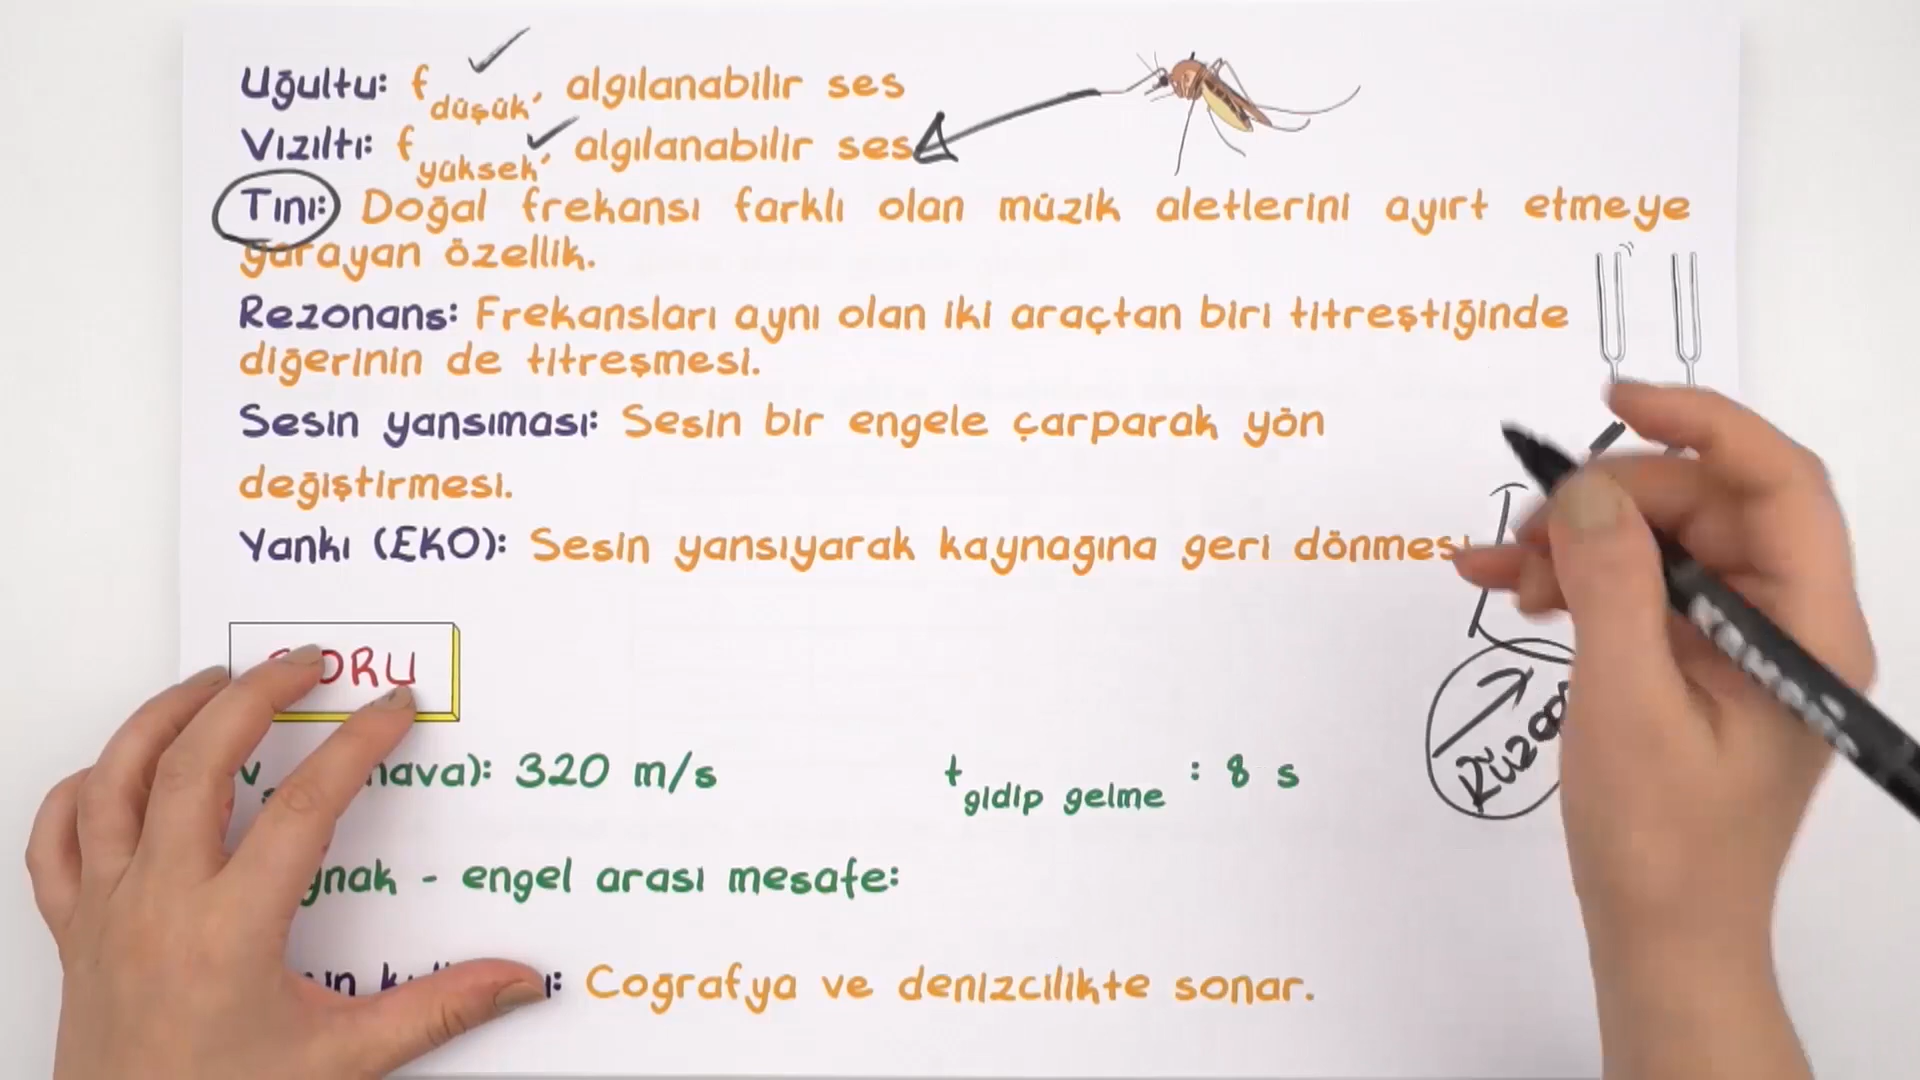 Uğultu: f düşük, algılanabilir ses
Vızıltı: f yüksek, algılanabilir ses
Tını: Doğal frekansı farklı olan müzik aletlerini ayırt etmeye
yarayan özellik.
Rezonans: Frekansları aynı olan iki araçtan biri titreştiğinde
diğerinin de titreşmesi.
Sesin yansıması: Sesin bir engele çarparak yön
değiştirmesi.
Yankı (EKO): Sesin yansıyarak kaynağına geri dönmesi
hava): 320 m/s
t gidip gelme : 8 s
- engel arası mesafe:
Coğrafya ve denizcilikte sonar.